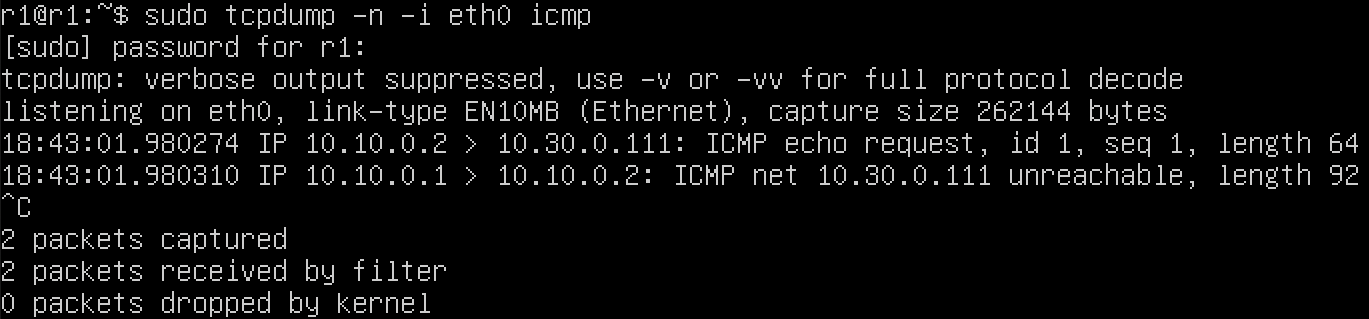 r1@r1:~$ sudo tcpdump -n -i eth0 icmp
[sudo] password for r1:
tcpdump: verbose output suppressed, use -v or -vv for full protocol decode
listening on eth0, link-type EN10MB (Ethernet), capture size 262144 bytes
18:43:01.980274 IP 10.10.0.2 > 10.30.0.111: ICMP echo request, id 1, seq 1, length 64
18:43:01.980310 IP 10.10.0.1 > 10.10.0.2: ICMP net 10.30.0.111 unreachable, length 92
^C
2 packets captured
2 packets received by filter
0 packets dropped by kernel